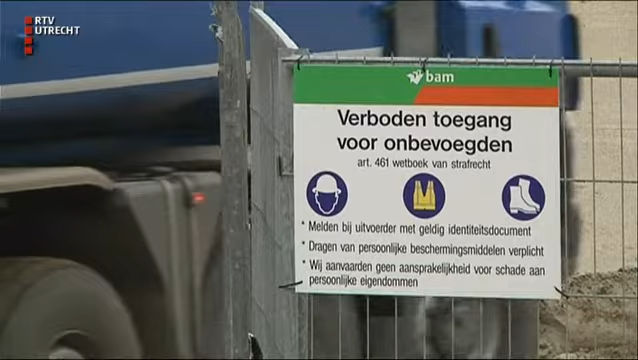 RTV
UTRECHT
bam
Verboden toegang
voor onbevoegden
art. 461 wetboek van strafrecht
* Melden bij uitvoerder met geldig identiteitsdocument
* Dragen van persoonlijke beschermingsmiddelen verplicht
* Wij aanvaarden geen aansprakelijkheid voor schade aan
persoonlijke eigendommen